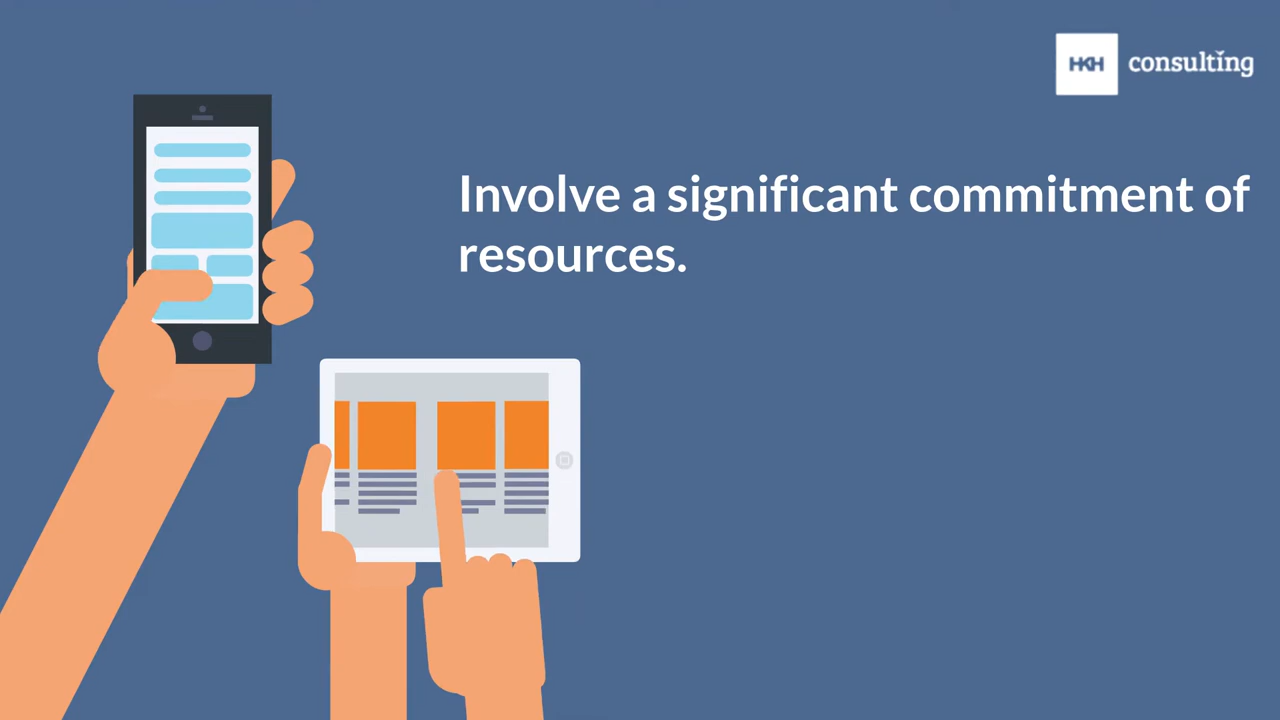 HKH consulting
Involve a significant commitment of
resources.